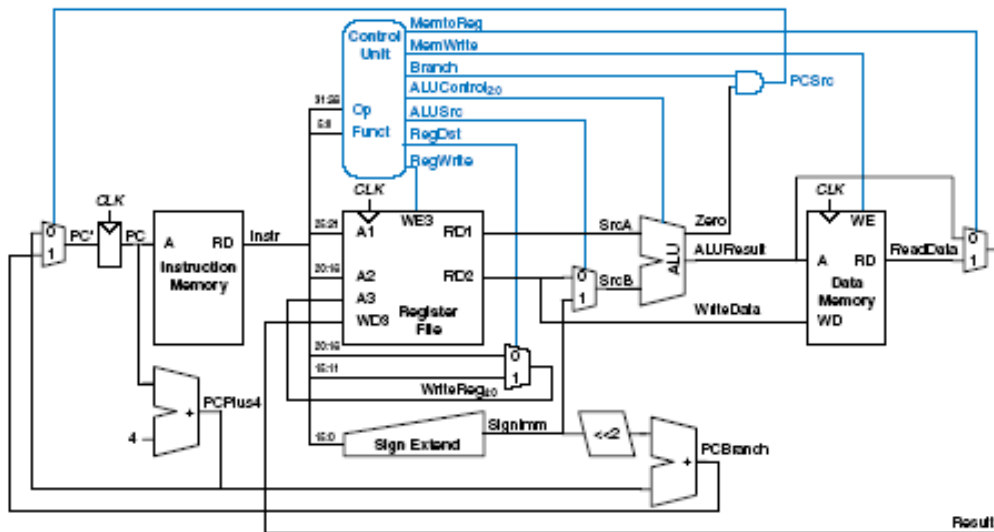 MemtoReg
Control
Unit
MemWrite
Branch
PCSrc
ALUControl2:0
31:26
Op
ALUSrc
5:0
Funct
RegDst
RegWrite
CLK
CLK
CLK
WE3
WE
0
1
PC'
PC
A
RD
Instruction
Memory
Instr
25:21
A1
RD1
SrcA
Zero
20:16
A2
RD2
0
1
SrcB
ALU
ALUResult
A
RD
Data
Memory
WD
ReadData
0
1
A3
WD3
Register
File
WriteData
20:16
0
15:11
1
WriteReg4:0
PCPlus4
+
4
15:0
Sign Extend
SignImm
<<2
+
PCBranch
Result